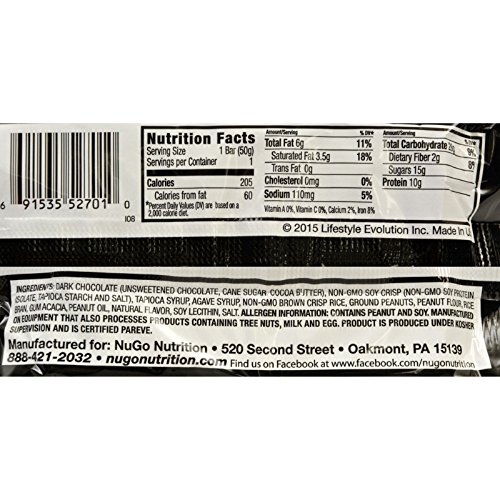 Nutrition Facts
Serving Size 1 Bar (50g)
Servings per Container 1
Calories 205
Calories from fat 60
*Percent Daily Values (DV) are based on a
2,000 calorie diet.
Amount/Serving % DV*
Total Fat 6g 11%
Saturated Fat 3.5g 18%
Trans Fat 0g
Cholesterol 0mg 0%
Sodium 110mg 5%
Amount/Serving % DV*
Total Carbohydrate 9%
Dietary Fiber 2g 8%
Sugars 15g
Protein 10g
Vitamin A 0%, Vitamin C 0%, Calcium 2%, Iron 8%
© 2015 Lifestyle Evolution Inc. Made in U
6 91535 52701 0
I08
INGREDIENTS: DARK CHOCOLATE (UNSWEETENED CHOCOLATE, CANE SUGAR, COCOA BUTTER), NON-GMO SOY CRISP (NON-GMO SOY PROTEIN
ISOLATE, TAPIOCA STARCH AND SALT), TAPIOCA SYRUP, AGAVE SYRUP, NON-GMO BROWN CRISP RICE, GROUND PEANUTS, PEANUT FLOUR, RICE
BRAN, GUM ACACIA, PEANUT OIL, NATURAL FLAVOR, SOY LECITHIN, SALT. ALLERGEN INFORMATION: CONTAINS PEANUT AND SOY. MANUFACTURED
ON EQUIPMENT THAT ALSO PROCESSES PRODUCTS CONTAINING TREE NUTS, MILK AND EGG. PRODUCT IS PRODUCED UNDER KOSHER
SUPERVISION AND IS CERTIFIED PAREVE.
Manufactured for: NuGo Nutrition • 520 Second Street • Oakmont, PA 15139
888-421-2032 • nugonutrition.com Find us on Facebook at www.facebook.com/nugonutrition